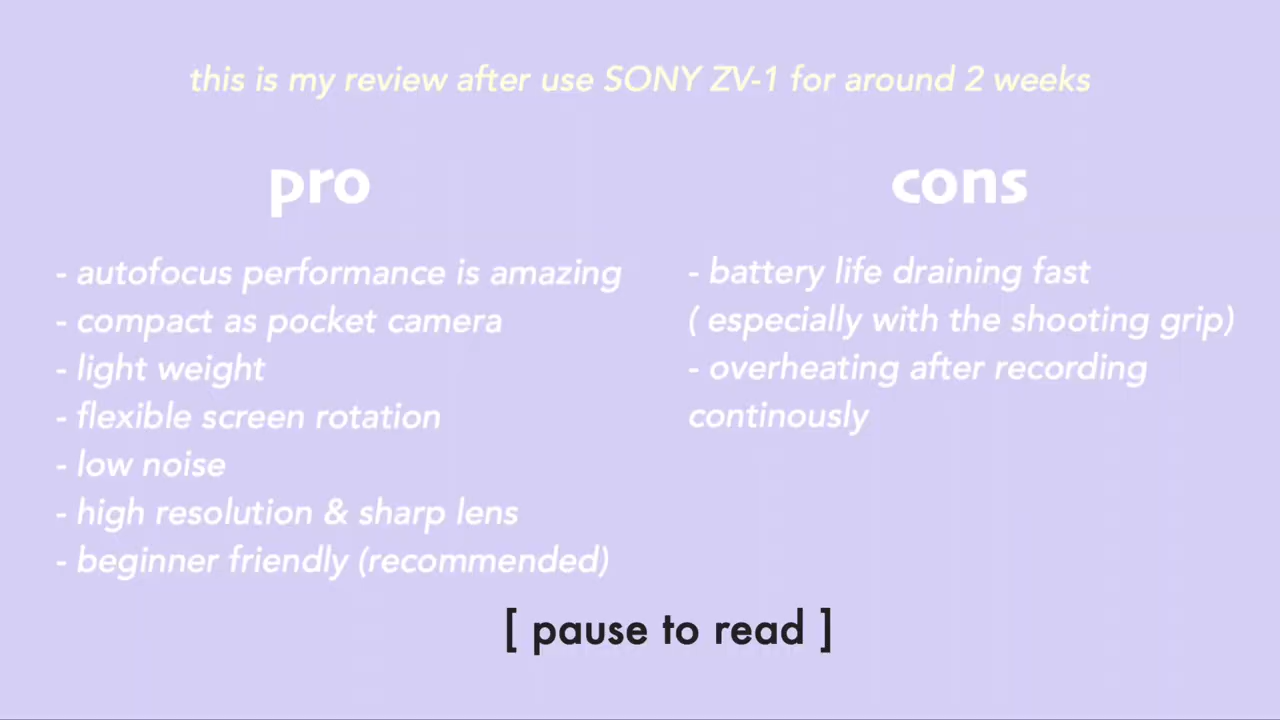 this is my review after use SONY ZV-1 for around 2 weeks
pro
- autofocus performance is amazing
- compact as pocket camera
- light weight
- flexible screen rotation
- low noise
- high resolution & sharp lens
- beginner friendly (recommended)
cons
- battery life draining fast
( especially with the shooting grip)
- overheating after recording
continously
[ pause to read ]